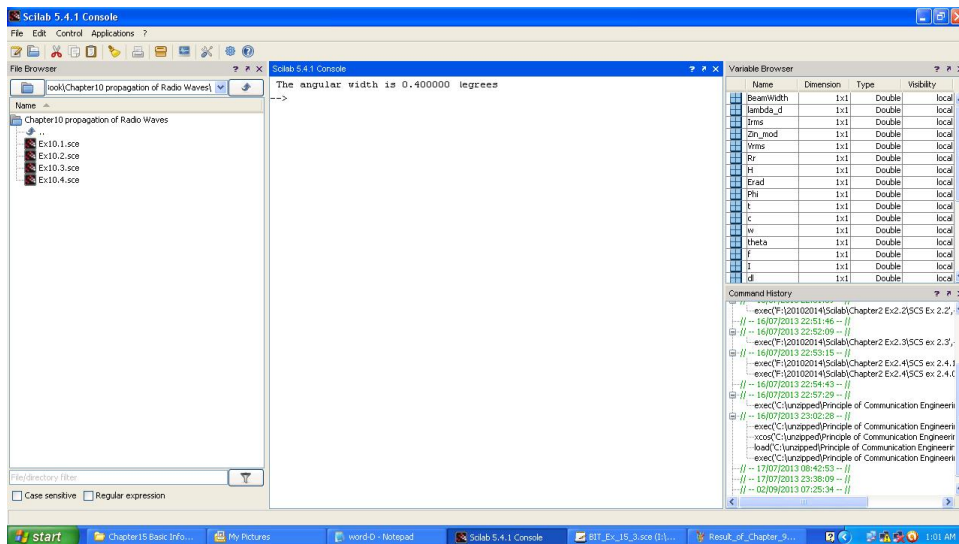 Scilab 5.4.1 Console
File Edit Control Applications ?
File Browser
look\Chapter10 propagation of Radio Waves\
Name
Chapter10 propagation of Radio Waves
..
Ex10.1.sce
Ex10.2.sce
Ex10.3.sce
Ex10.4.sce
File/directory filter
Case sensitive Regular expression
Scilab 5.4.1 Console
The angular width is 0.400000 degrees
-->
Variable Browser
Name Dimension Type Visibility
BeamWidth 1x1 Double local
lambda_d 1x1 Double local
Irms 1x1 Double local
Zin_mod 1x1 Double local
Vrms 1x1 Double local
Rr 1x1 Double local
H 1x1 Double local
Erad 1x1 Double local
Phi 1x1 Double local
t 1x1 Double local
c 1x1 Double local
w 1x1 Double local
theta 1x1 Double local
f 1x1 Double local
I 1x1 Double local
dl 1x1 Double local
Command History
exec('F:\20102014\Scilab\Chapter2 Ex2.2\SCS Ex 2.2',
// -- 16/07/2013 22:51:46 -- //
// -- 16/07/2013 22:52:09 -- //
exec('F:\20102014\Scilab\Chapter2 Ex2.3\SCS ex 2.3',
// -- 16/07/2013 22:53:15 -- //
exec('F:\20102014\Scilab\Chapter2 Ex2.4\SCS ex 2.4.1
exec('F:\20102014\Scilab\Chapter2 Ex2.4\SCS ex 2.4.(
// -- 16/07/2013 22:54:43 -- //
// -- 16/07/2013 22:57:29 -- //
exec('C:\unzipped\Principle of Communication Engineerin
// -- 16/07/2013 23:02:28 -- //
exec('C:\unzipped\Principle of Communication Engineerin
xcos('C:\unzipped\Principle of Communication Engineerin
load('C:\unzipped\Principle of Communication Engineerin
exec('C:\unzipped\Principle of Communication Engineerin
// -- 17/07/2013 08:42:53 -- //
// -- 17/07/2013 23:38:09 -- //
// -- 02/09/2013 07:25:34 -- //
start Chapter15 Basic Info... My Pictures word-D - Notepad Scilab 5.4.1 Console BIT_Ex_15_3.sce (I:\... Result_of_Chapter_9... 1:01 AM